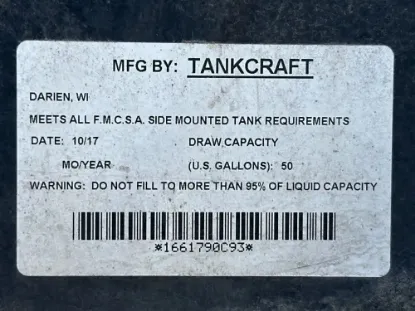 MFG BY: TANKCRAFT
DARIEN, WI
MEETS ALL F.M.C.S.A. SIDE MOUNTED TANK REQUIREMENTS
DATE: 10/17 DRAW CAPACITY
MO/YEAR (U.S. GALLONS): 50
WARNING: DO NOT FILL TO MORE THAN 95% OF LIQUID CAPACITY
*1661790C93*